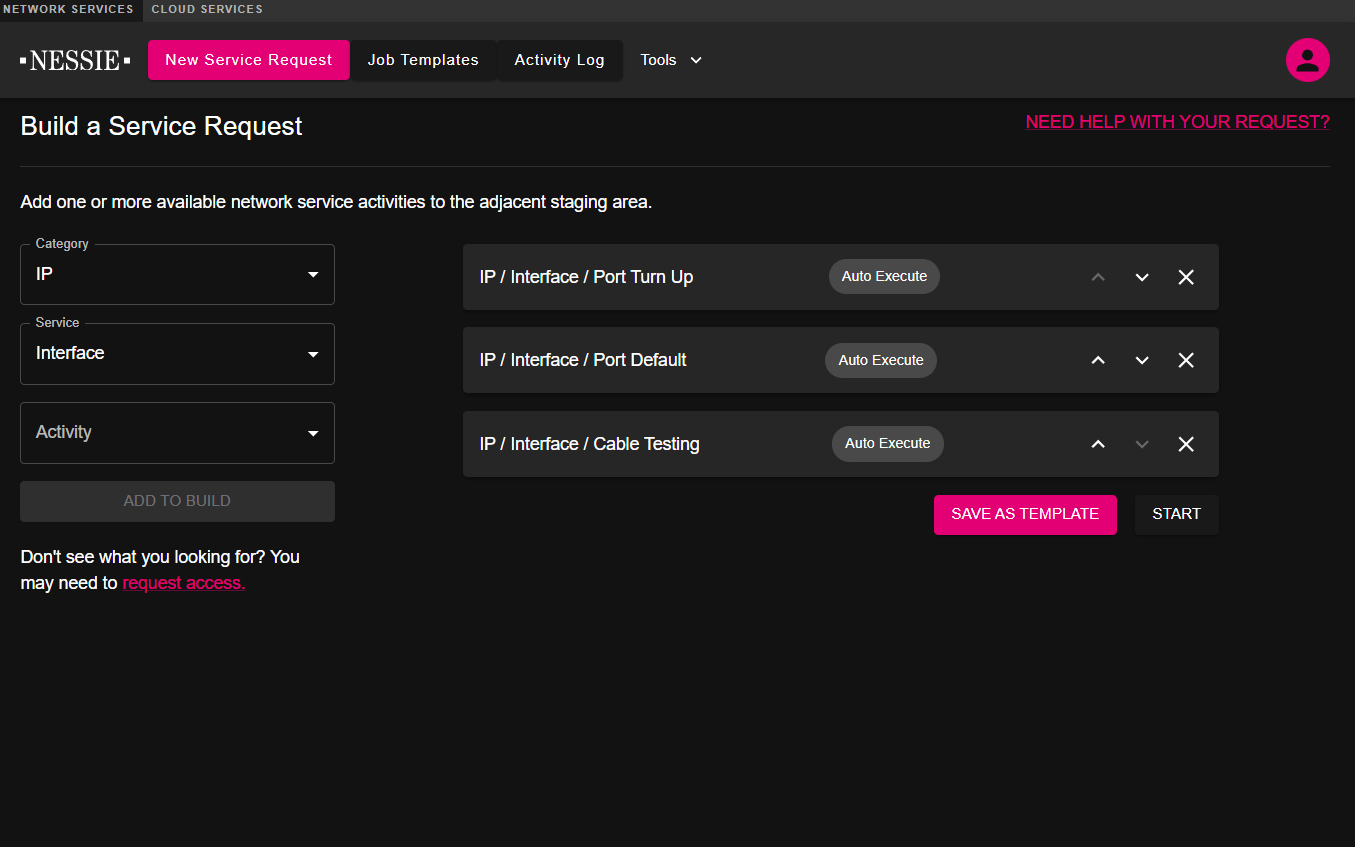 NETWORK SERVICES CLOUD SERVICES
NESSIE New Service Request Job Templates Activity Log Tools
Build a Service Request NEED HELP WITH YOUR REQUEST?
Add one or more available network service activities to the adjacent staging area.
Category
IP
Service
Interface
Activity
ADD TO BUILD
Don't see what you looking for? You
may need to request access.
IP / Interface / Port Turn Up Auto Execute
IP / Interface / Port Default Auto Execute
IP / Interface / Cable Testing Auto Execute
SAVE AS TEMPLATE START